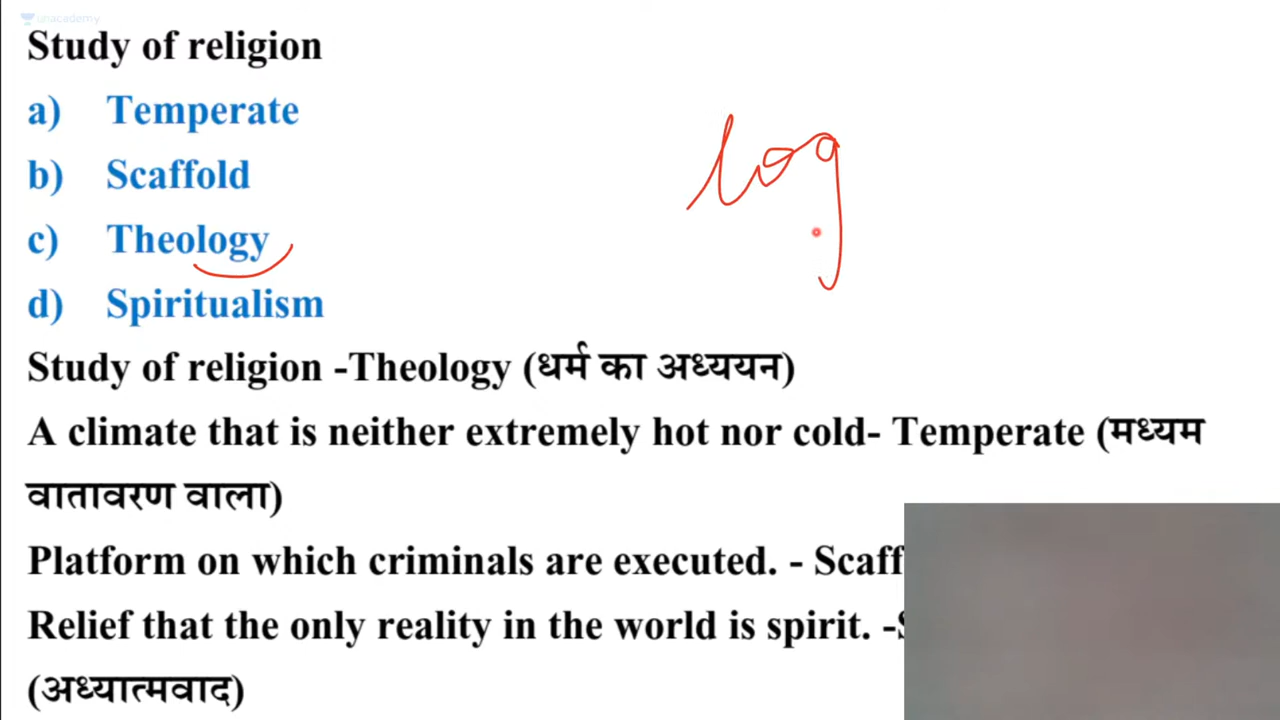 unacademy
Study of religion
a) Temperate
b) Scaffold
c) Theology
d) Spiritualism
log
Study of religion -Theology (धर्म का अध्ययन)
A climate that is neither extremely hot nor cold- Temperate (मध्यम
वातावरण वाला)
Platform on which criminals are executed. - Scaff
Relief that the only reality in the world is spirit. -S
(अध्यात्मवाद)